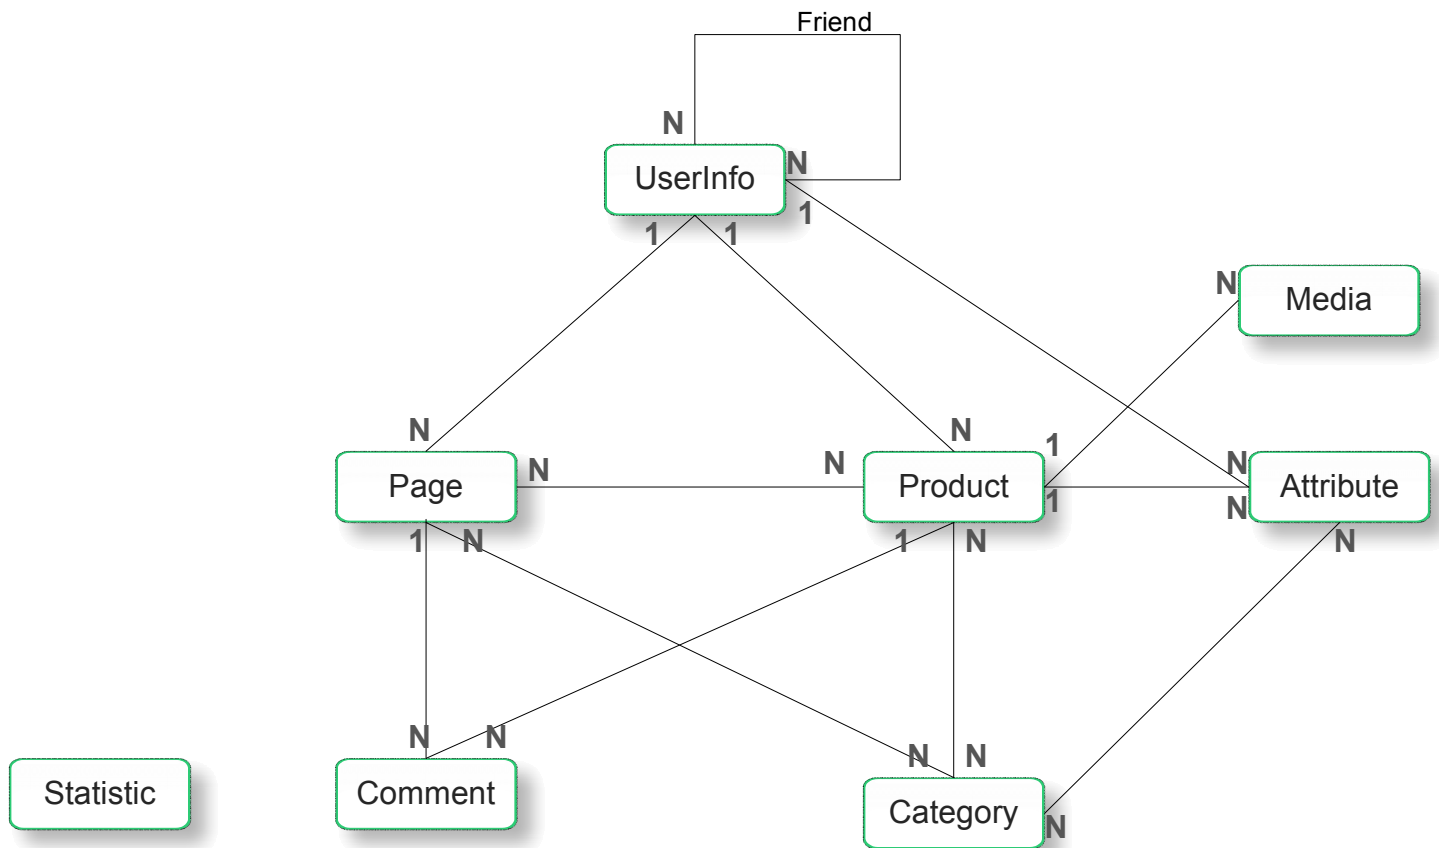 Friend
N
N
UserInfo
1
1
1
N
Media
N
N
1
N
N
N
Page
Product
1
N
Attribute
1
N
1
N
N
N
N
N
N
Statistic
Comment
Category
N